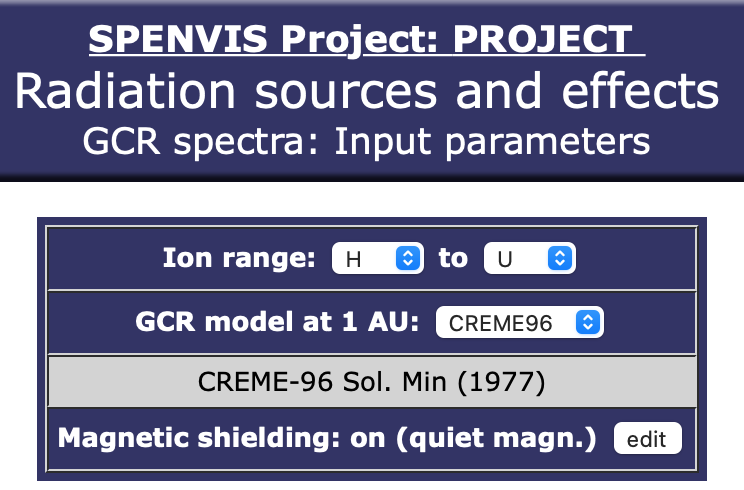 SPENVIS Project: PROJECT
Radiation sources and effects
GCR spectra: Input parameters
Ion range: H to U
GCR model at 1 AU: CREME96
CREME-96 Sol. Min (1977)
Magnetic shielding: on (quiet magn.) edit